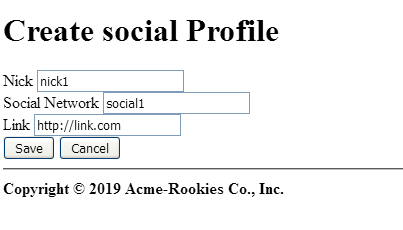 Create social Profile
Nick nick1
Social Network social1
Link http://link.com
Save Cancel
Copyright © 2019 Acme-Rookies Co., Inc.